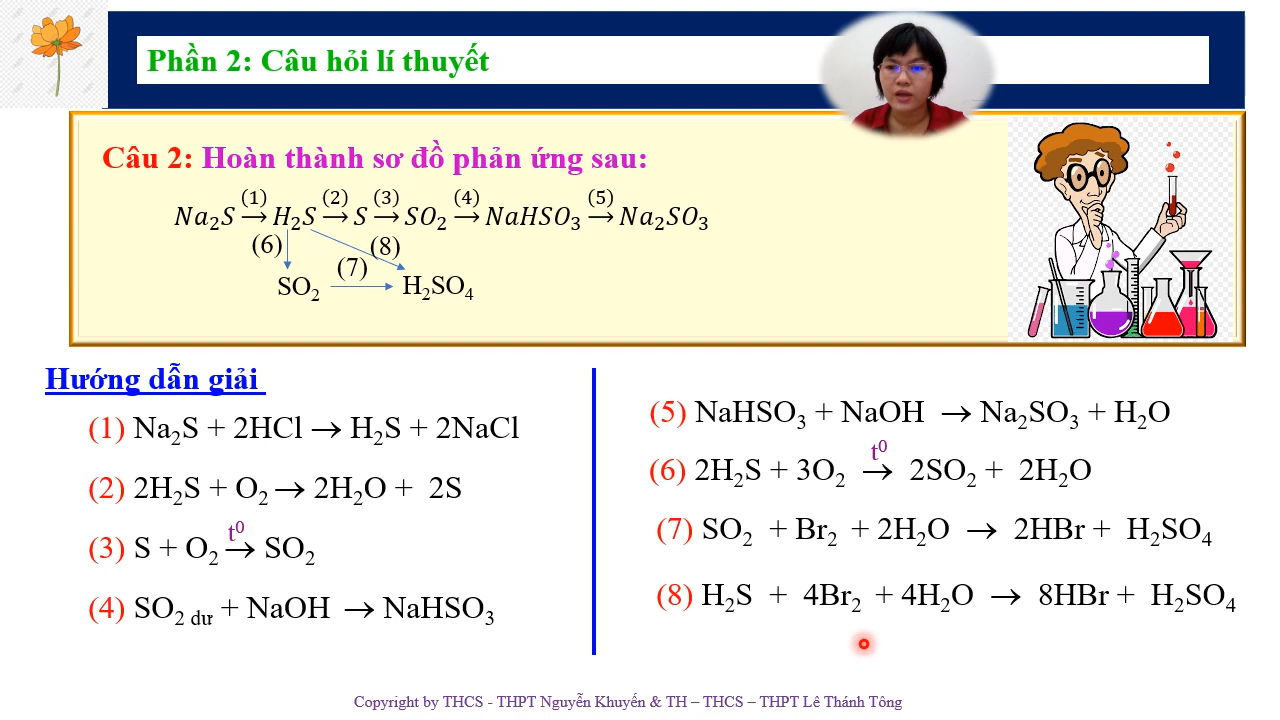 Phần 2: Câu hỏi lí thuyết
Câu 2: Hoàn thành sơ đồ phản ứng sau:
(1) (2) (3) (4) (5)
Na₂S → H₂S → S → SO₂ → NaHSO₃ → Na₂SO₃
(6) (8)
(7)
SO₂ → H₂SO₄
Hướng dẫn giải
(1) Na₂S + 2HCl → H₂S + 2NaCl
(2) 2H₂S + O₂ → 2H₂O + 2S
t⁰
(3) S + O₂ → SO₂
(4) SO₂ dư + NaOH → NaHSO₃
(5) NaHSO₃ + NaOH → Na₂SO₃ + H₂O
t⁰
(6) 2H₂S + 3O₂ → 2SO₂ + 2H₂O
(7) SO₂ + Br₂ + 2H₂O → 2HBr + H₂SO₄
(8) H₂S + 4Br₂ + 4H₂O → 8HBr + H₂SO₄
Copyright by THCS - THPT Nguyễn Khuyến & TH – THCS – THPT Lê Thánh Tông